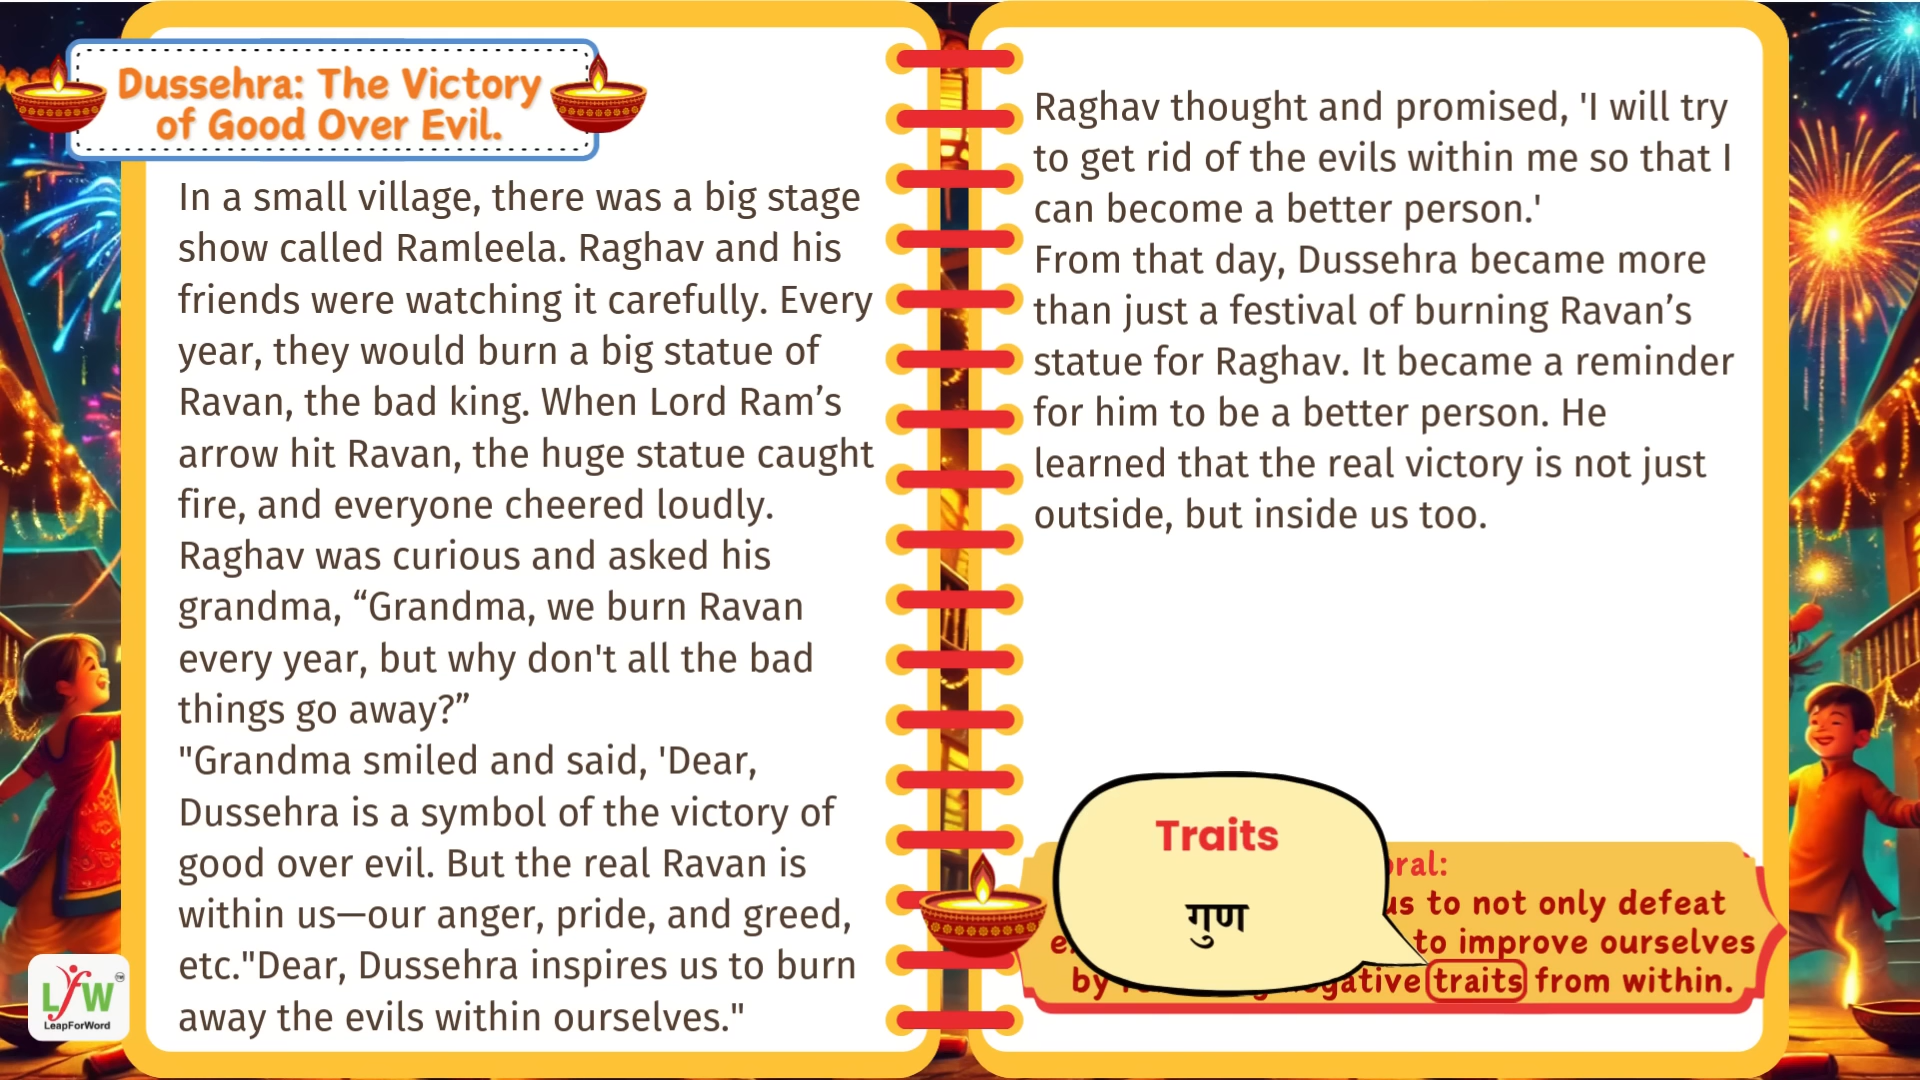 Dussehra: The Victory
of Good Over Evil.
In a small village, there was a big stage
show called Ramleela. Raghav and his
friends were watching it carefully. Every
year, they would burn a big statue of
Ravan, the bad king. When Lord Ram’s
arrow hit Ravan, the huge statue caught
fire, and everyone cheered loudly.
Raghav was curious and asked his
grandma, “Grandma, we burn Ravan
every year, but why don't all the bad
things go away?”
"Grandma smiled and said, 'Dear,
Dussehra is a symbol of the victory of
good over evil. But the real Ravan is
within us—our anger, pride, and greed,
etc."Dear, Dussehra inspires us to burn
away the evils within ourselves."
LfW
TM
LeapForWord
Raghav thought and promised, 'I will try
to get rid of the evils within me so that I
can become a better person.'
From that day, Dussehra became more
than just a festival of burning Ravan’s
statue for Raghav. It became a reminder
for him to be a better person. He
learned that the real victory is not just
outside, but inside us too.
Traits
गुण
us to not only defeat
to improve ourselves
by traits from within.